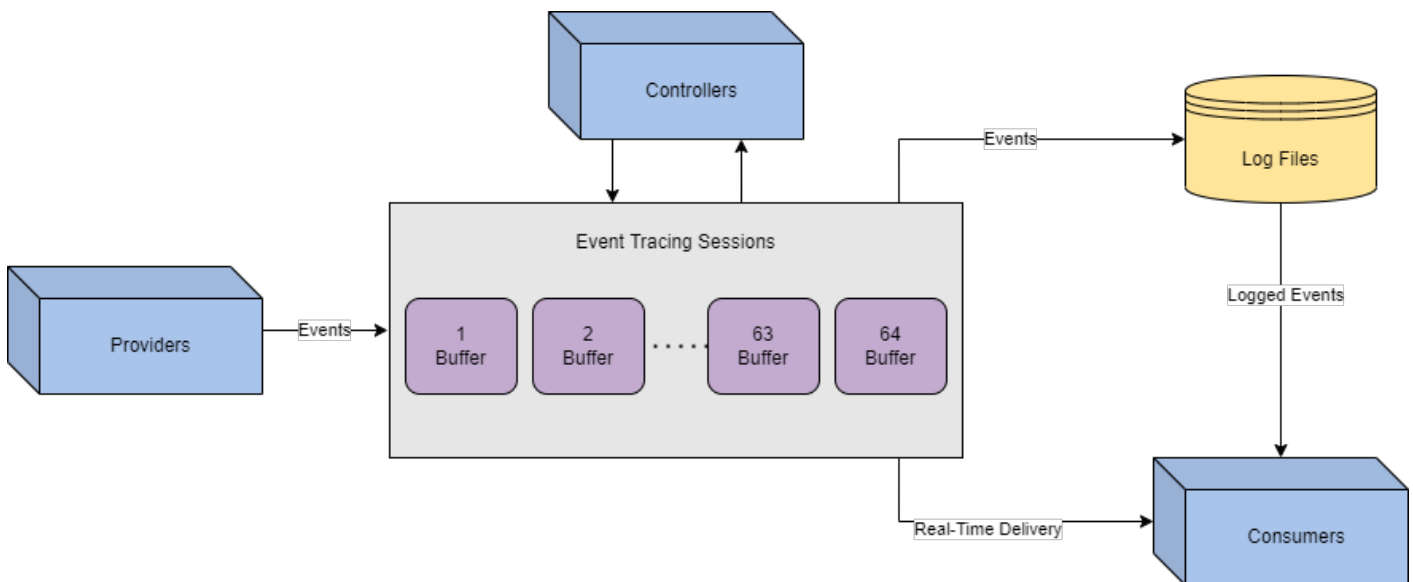 Controllers
Events
Log Files
Event Tracing Sessions
Providers
Events
1
Buffer
2
Buffer
63
Buffer
64
Buffer
Logged Events
Real-Time Delivery
Consumers